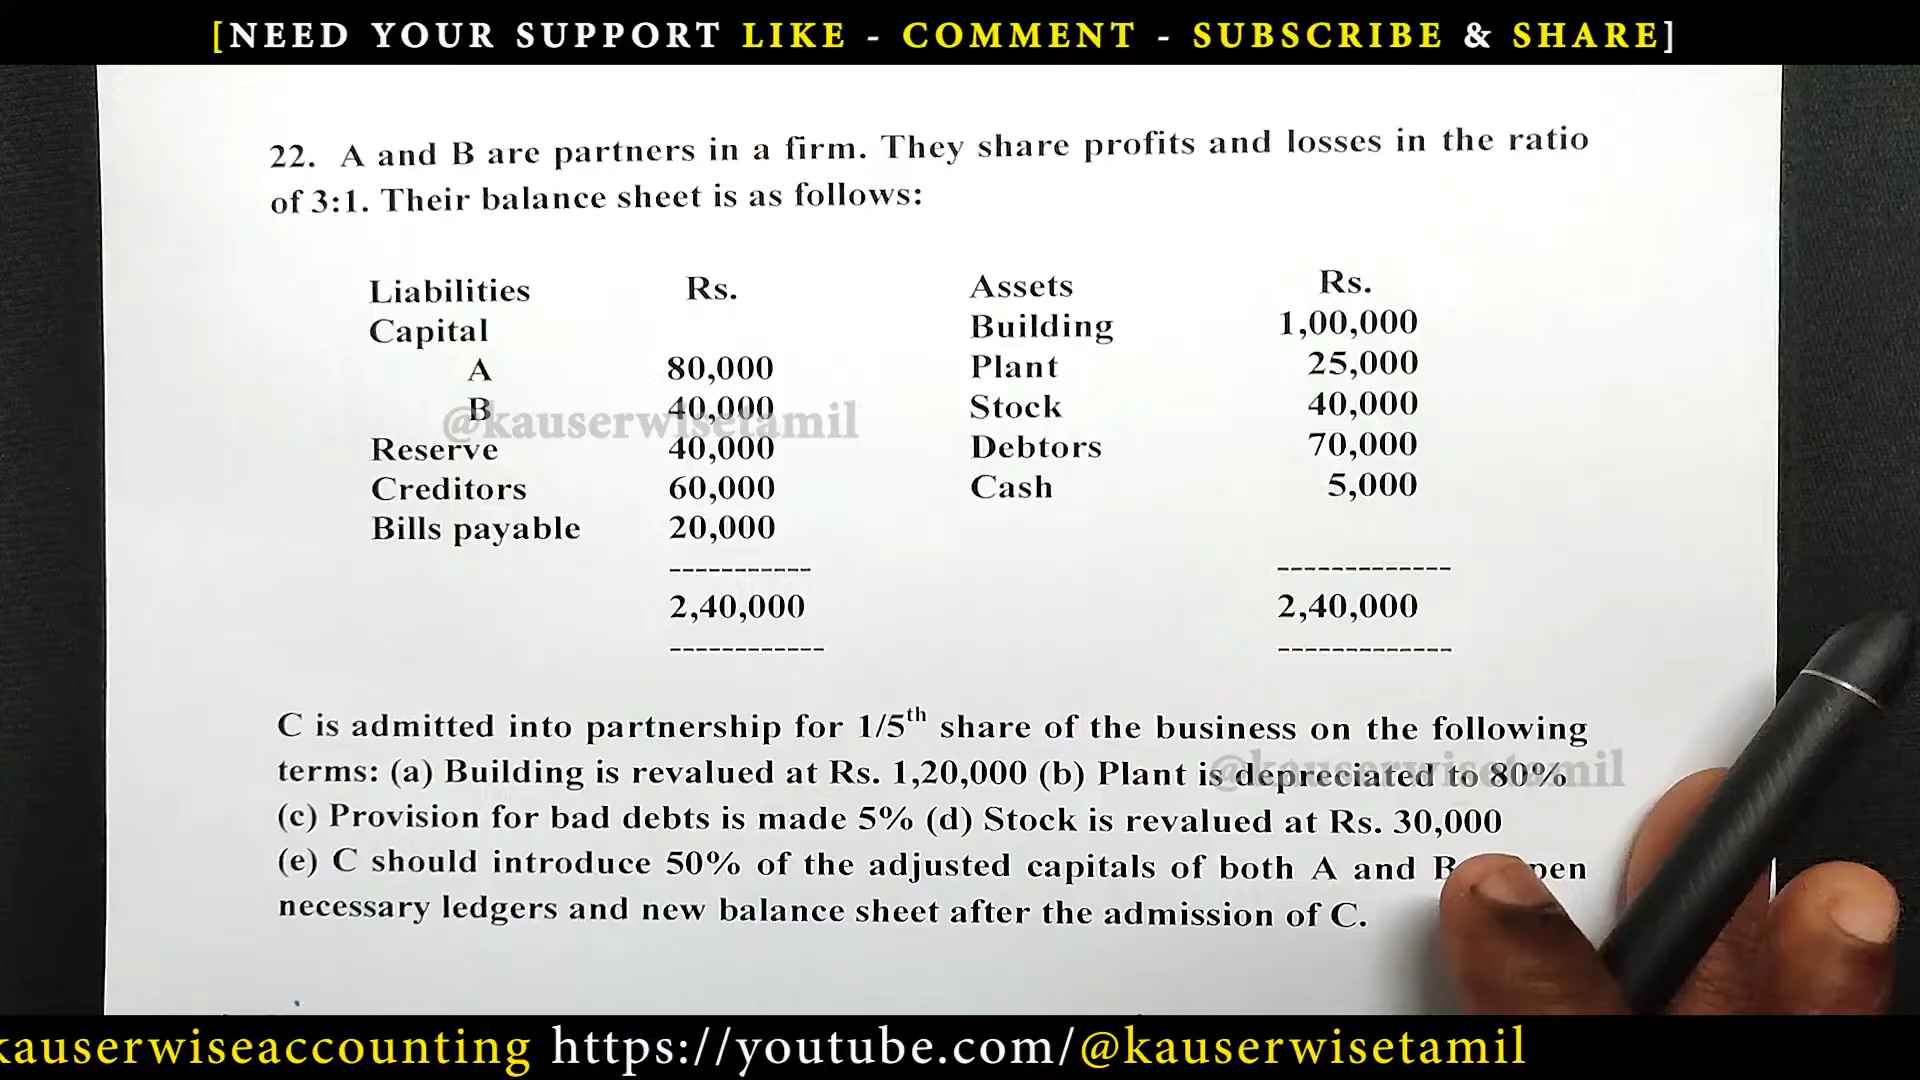 [NEED YOUR SUPPORT LIKE - COMMENT - SUBSCRIBE & SHARE]
22. A and B are partners in a firm. They share profits and losses in the ratio
of 3:1. Their balance sheet is as follows:
Liabilities Rs. Assets Rs.
Capital Building 1,00,000
A 80,000 Plant 25,000
B 40,000 Stock 40,000
@kauserwisetamil
Reserve 40,000 Debtors 70,000
Creditors 60,000 Cash 5,000
Bills payable 20,000
2,40,000 2,40,000
C is admitted into partnership for 1/5th share of the business on the following
terms: (a) Building is revalued at Rs. 1,20,000 (b) Plant is depreciated to 80%
@kauserwisetamil
(c) Provision for bad debts is made 5% (d) Stock is revalued at Rs. 30,000
(e) C should introduce 50% of the adjusted capitals of both A and B
necessary ledgers and new balance sheet after the admission of C.
kauserwiseaccounting https://youtube.com/@kauserwisetamil